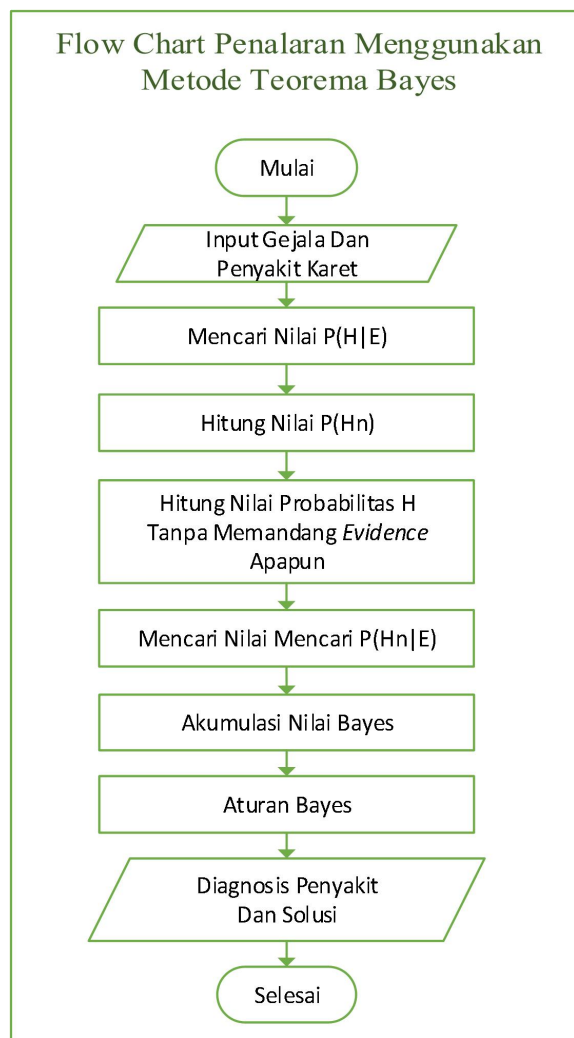 Flow Chart Penalaran Menggunakan
Metode Teorema Bayes
Mulai
Input Gejala Dan
Penyakit Karet
Mencari Nilai P(H|E)
Hitung Nilai P(Hn)
Hitung Nilai Probabilitas H
Tanpa Memandang Evidence
Apapun
Mencari Nilai Mencari P(Hn|E)
Akumulasi Nilai Bayes
Aturan Bayes
Diagnosis Penyakit
Dan Solusi
Selesai